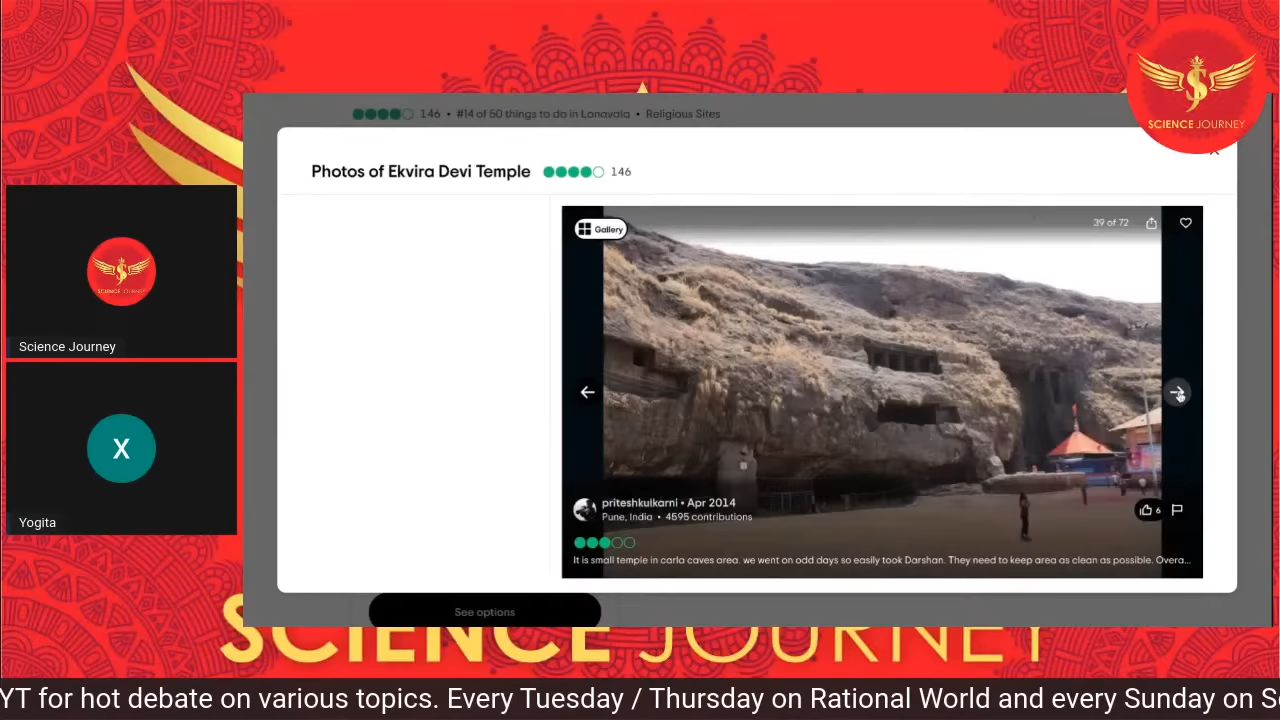 146 • #14 of 50 things to do in Lonavala • Religious Sites
SCIENCE JOURNEY
Photos of Ekvira Devi Temple 146
Gallery
39 of 72
SCIENCE JOURNEY
Science Journey
X
Yogita
priteshkulkarni • Apr 2014
Pune, India • 4595 contributions
6
It is small temple in carla caves area. we went on odd days so easily took Darshan. They need to keep area as clean as possible. Overa...
See options
SCIENCE JOURNEY
YT for hot debate on various topics. Every Tuesday / Thursday on Rational World and every Sunday on S